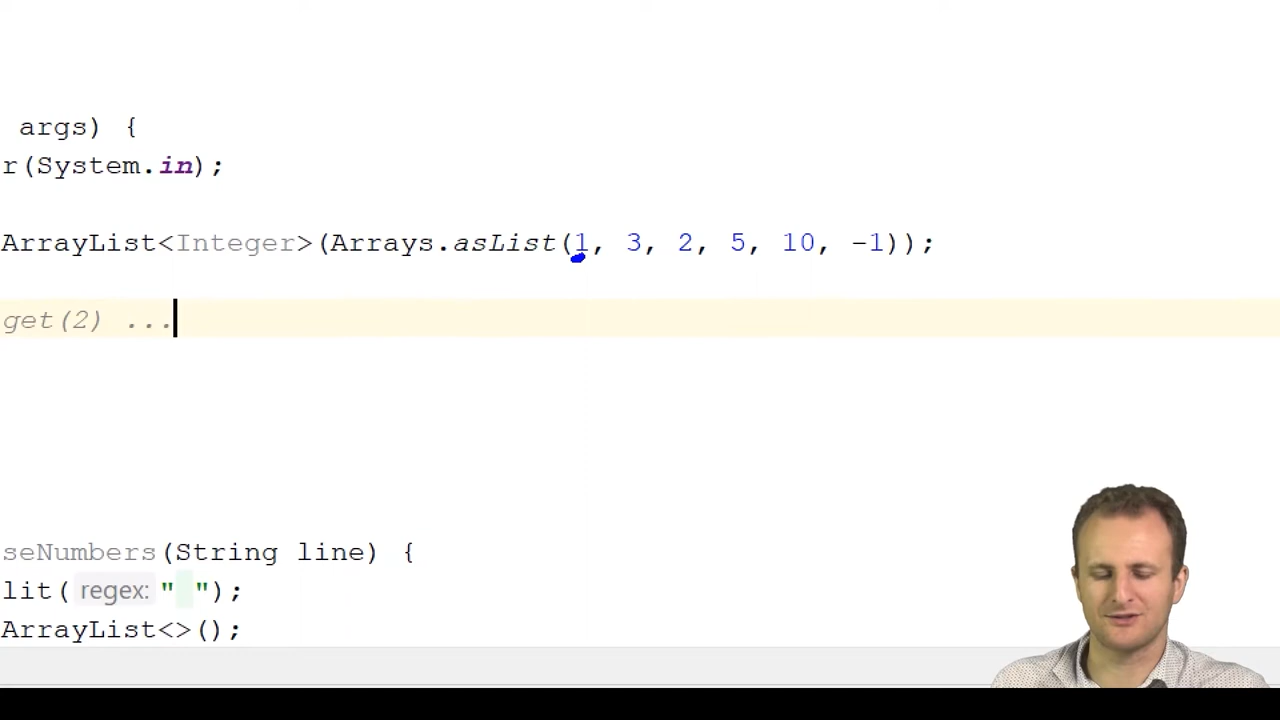 args) {
r(System.in);
ArrayList<Integer>(Arrays.asList(1, 3, 2, 5, 10, -1));
get(2) ...
seNumbers(String line) {
lit( regex: " ");
ArrayList<>();